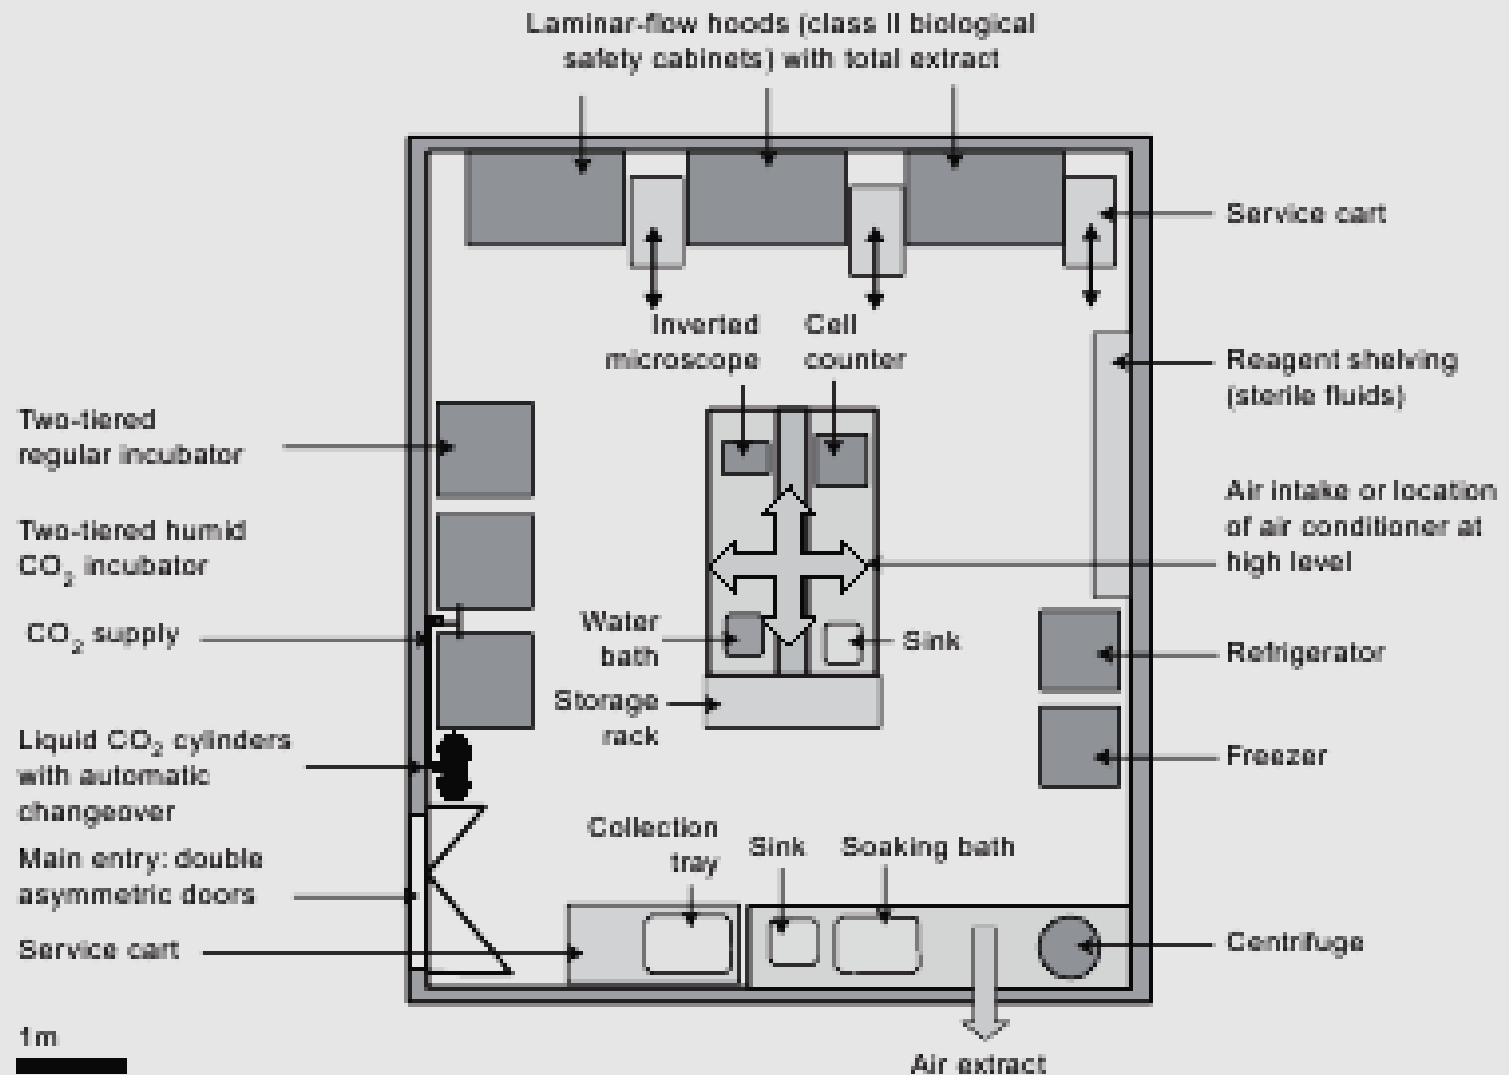 Laminar-flow hoods (class II biological
safety cabinets) with total extract
Service cart
Inverted
microscope
Cell
counter
Reagent shelving
(sterile fluids)
Two-tiered
regular incubator
Air intake or location
of air conditioner at
high level
Two-tiered humid
CO₂ incubator
CO₂ supply
Water
bath
Sink
Refrigerator
Storage
rack
Liquid CO₂ cylinders
with automatic
changeover
Freezer
Collection
tray
Sink
Soaking bath
Main entry: double
asymmetric doors
Service cart
Centrifuge
1m
Air extract